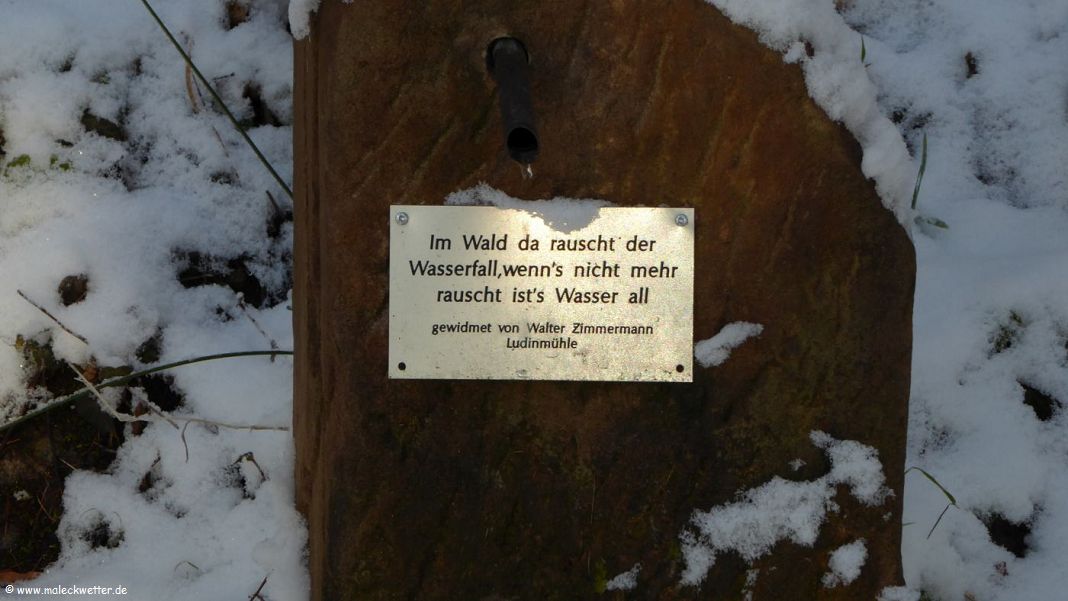 Im Wald da rauscht der
Wasserfall,wenn's nicht mehr
rauscht ist's Wasser all
gewidmet von Walter Zimmermann
Ludinmühle
© www.maleckwetter.de